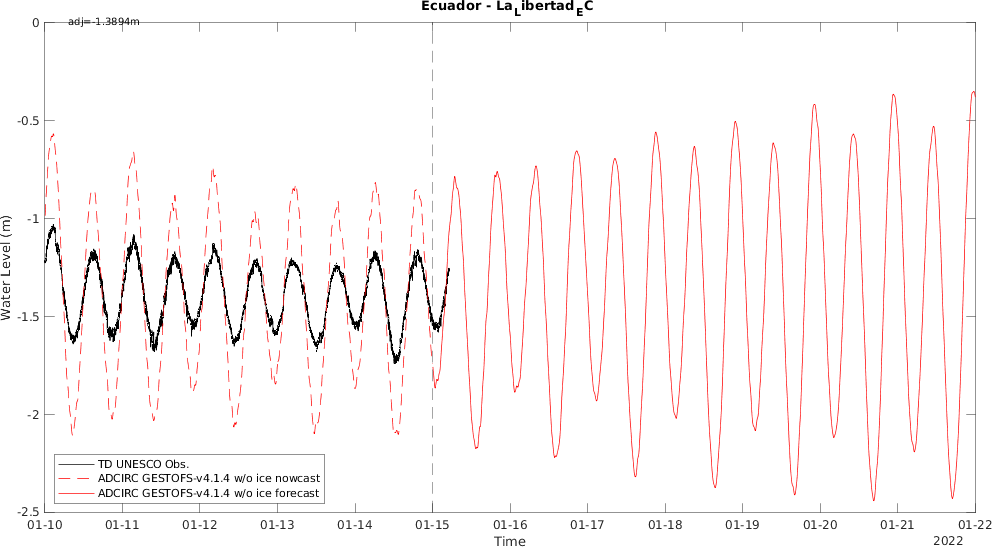 Ecuador - La_Libertad_EC
adj=-1.3894m
0
-0.5
-1
-1.5
-2
-2.5
Water Level (m)
TD UNESCO Obs.
ADCIRC GESTOFS-v4.1.4 w/o ice nowcast
ADCIRC GESTOFS-v4.1.4 w/o ice forecast
01-10 01-11 01-12 01-13 01-14 01-15 01-16 01-17 01-18 01-19 01-20 01-21 01-22
Time
2022